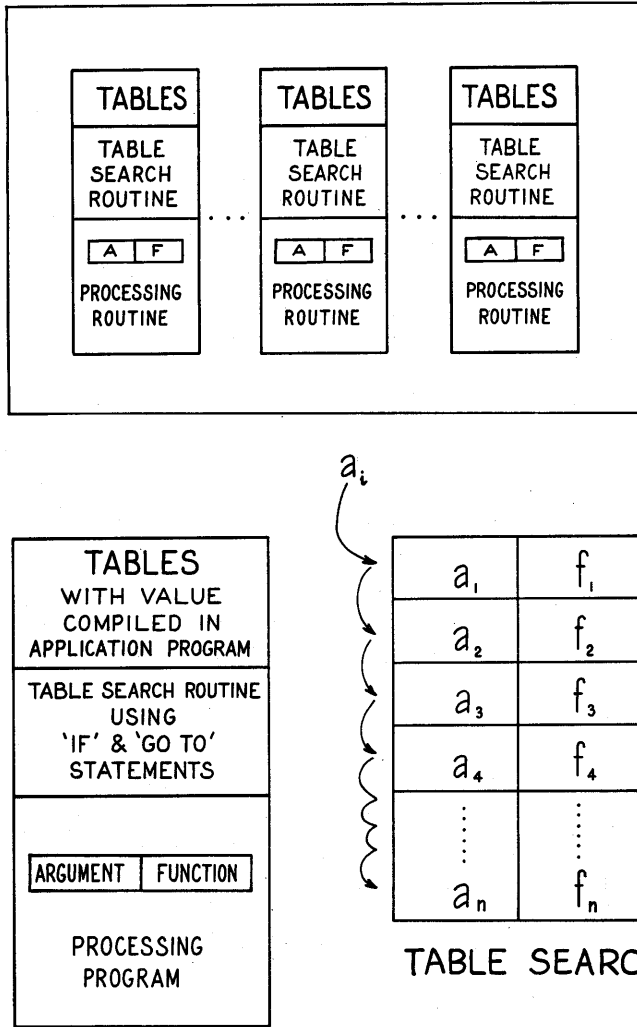 TABLES
TABLE
SEARCH
ROUTINE
A F
PROCESSING
ROUTINE
...
TABLES
TABLE
SEARCH
ROUTINE
A F
PROCESSING
ROUTINE
...
TABLES
TABLE
SEARCH
ROUTINE
A F
PROCESSING
ROUTINE
TABLES
WITH VALUE
COMPILED IN
APPLICATION PROGRAM
TABLE SEARCH ROUTINE
USING
'IF' & 'GO TO'
STATEMENTS
ARGUMENT FUNCTION
PROCESSING
PROGRAM
aᵢ
a₁ f₁
a₂ f₂
a₃ f₃
a₄ f₄
aₙ fₙ
TABLE SEARC